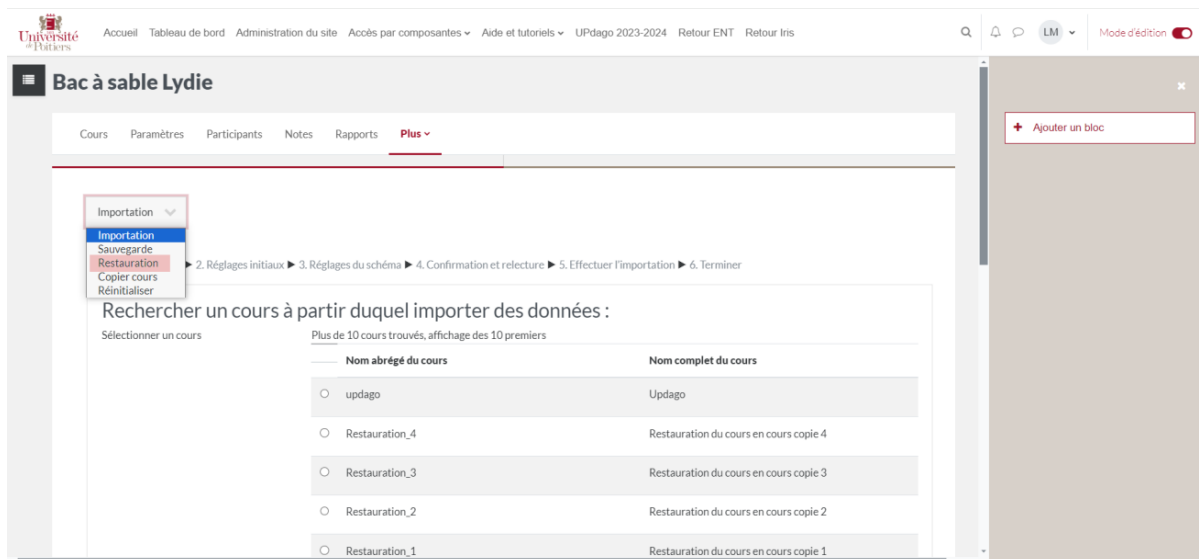 Université
de Poitiers
Accueil Tableau de bord Administration du site Accès par composantes Aide et tutoriels UPdago 2023-2024 Retour ENT Retour Iris
LM
Mode d'édition
Bac à sable Lydie
+ Ajouter un bloc
Cours Paramètres Participants Notes Rapports Plus
Importation
Importation
Sauvegarde
Restauration
Copier cours
Réinitialiser
► 2. Réglages initiaux ► 3. Réglages du schéma ► 4. Confirmation et relecture ► 5. Effectuer l'importation ► 6. Terminer
Rechercher un cours à partir duquel importer des données :
Sélectionner un cours
Plus de 10 cours trouvés, affichage des 10 premiers
Nom abrégé du cours Nom complet du cours
updago Updago
Restauration_4 Restauration du cours en cours copie 4
Restauration_3 Restauration du cours en cours copie 3
Restauration_2 Restauration du cours en cours copie 2
Restauration_1 Restauration du cours en cours copie 1